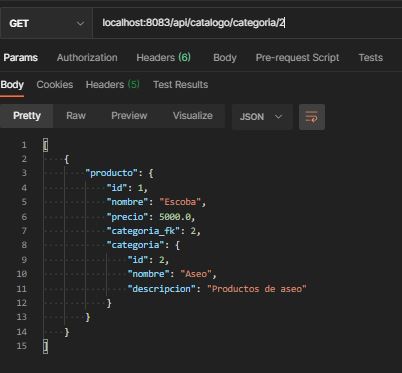 GET localhost:8083/api/catalogo/categoria/2
Params Authorization Headers (6) Body Pre-request Script Tests
Body Cookies Headers (5) Test Results
Pretty Raw Preview Visualize JSON
1 [
2 {
3 "producto": {
4 "id": 1,
5 "nombre": "Escoba",
6 "precio": 5000.0,
7 "categoria_fk": 2,
8 "categoria": {
9 "id": 2,
10 "nombre": "Aseo",
11 "descripcion": "Productos de aseo"
12 }
13 }
14 }
15 ]